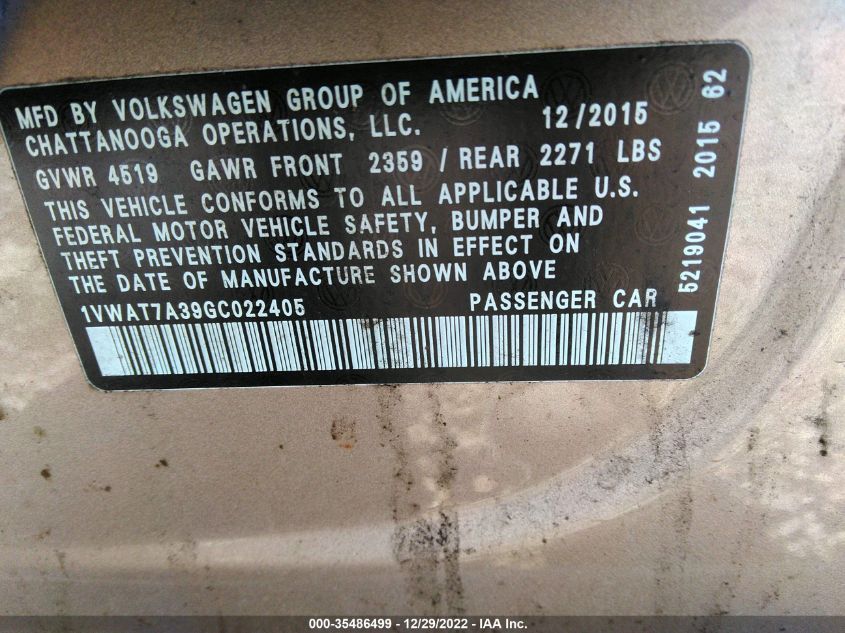 MFD BY VOLKSWAGEN GROUP OF AMERICA
CHATTANOOGA OPERATIONS, LLC. 12/2015
GVWR 4519 GAWR FRONT 2359 / REAR 2271 LBS
THIS VEHICLE CONFORMS TO ALL APPLICABLE U.S.
FEDERAL MOTOR VEHICLE SAFETY, BUMPER AND
THEFT PREVENTION STANDARDS IN EFFECT ON
THE DATE OF MANUFACTURE SHOWN ABOVE
1VWAT7A39GC022405 PASSENGER CAR
5219041 2015 62
000-35486499 - 12/29/2022 - IAA Inc.